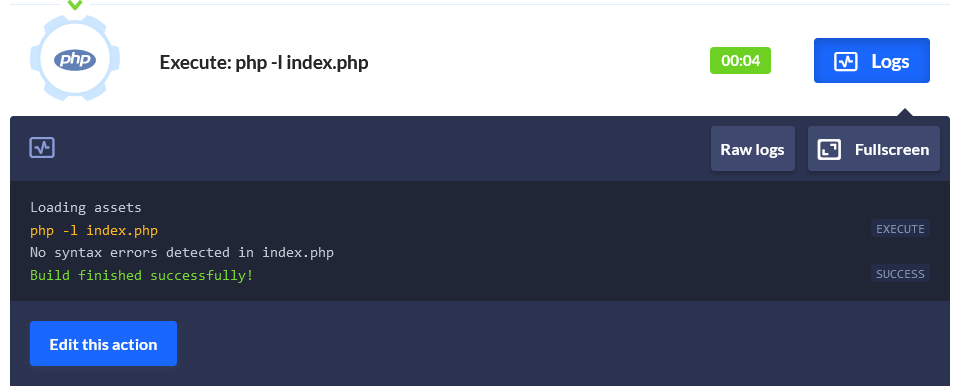 php
Execute: php -l index.php
00:04
Logs
Raw logs
Fullscreen
Loading assets
php -l index.php
EXECUTE
No syntax errors detected in index.php
Build finished successfully!
SUCCESS
Edit this action